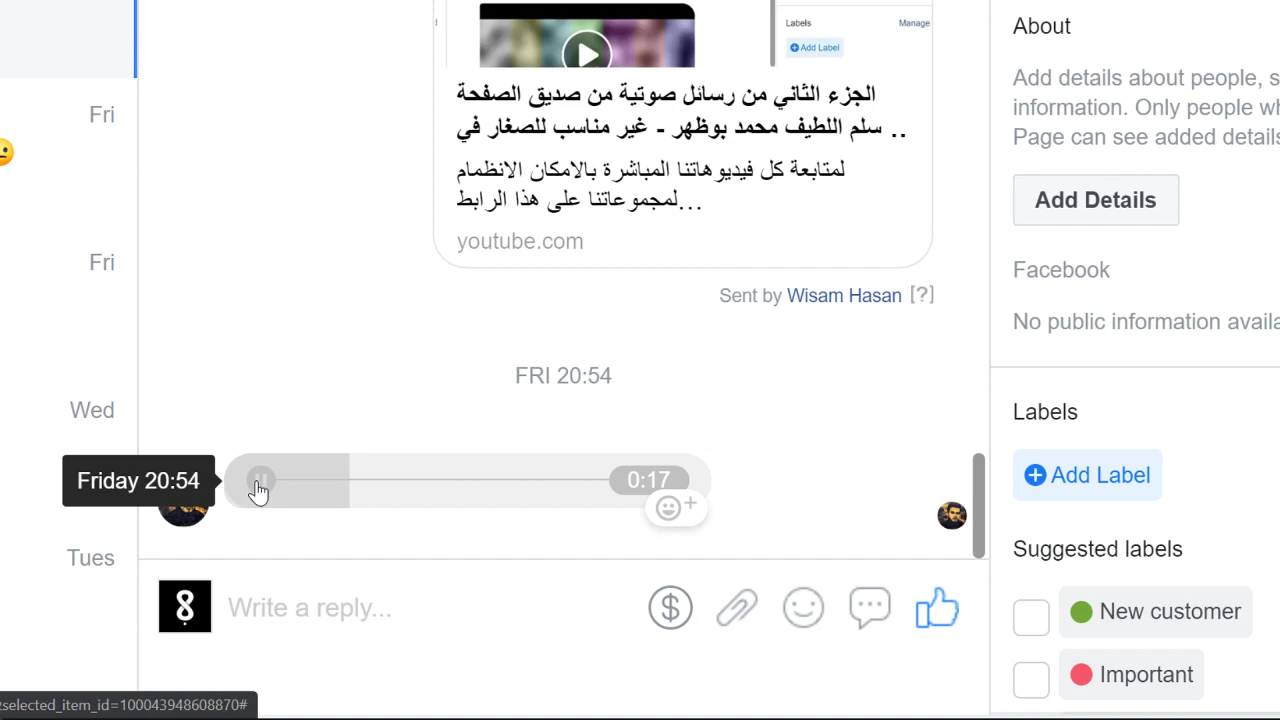 Labels
Manage
Add Label
الجزء الثاني من رسائل صوتية من صديق الصفحة
سلم اللطيف محمد بوظهر - غير مناسب للصغار في ..
لمتابعة كل فيديوهاتنا المباشرة بالامكان الانظمام
لمجموعاتنا على هذا الرابط...
youtube.com
Sent by Wisam Hasan [?]
FRI 20:54
Fri
Fri
Wed
Tues
Friday 20:54
0:17
Write a reply...
selected_item_id=100043948608870#
About
Add details about people, s
information. Only people wh
Page can see added details
Add Details
Facebook
No public information availa
Labels
Add Label
Suggested labels
New customer
Important